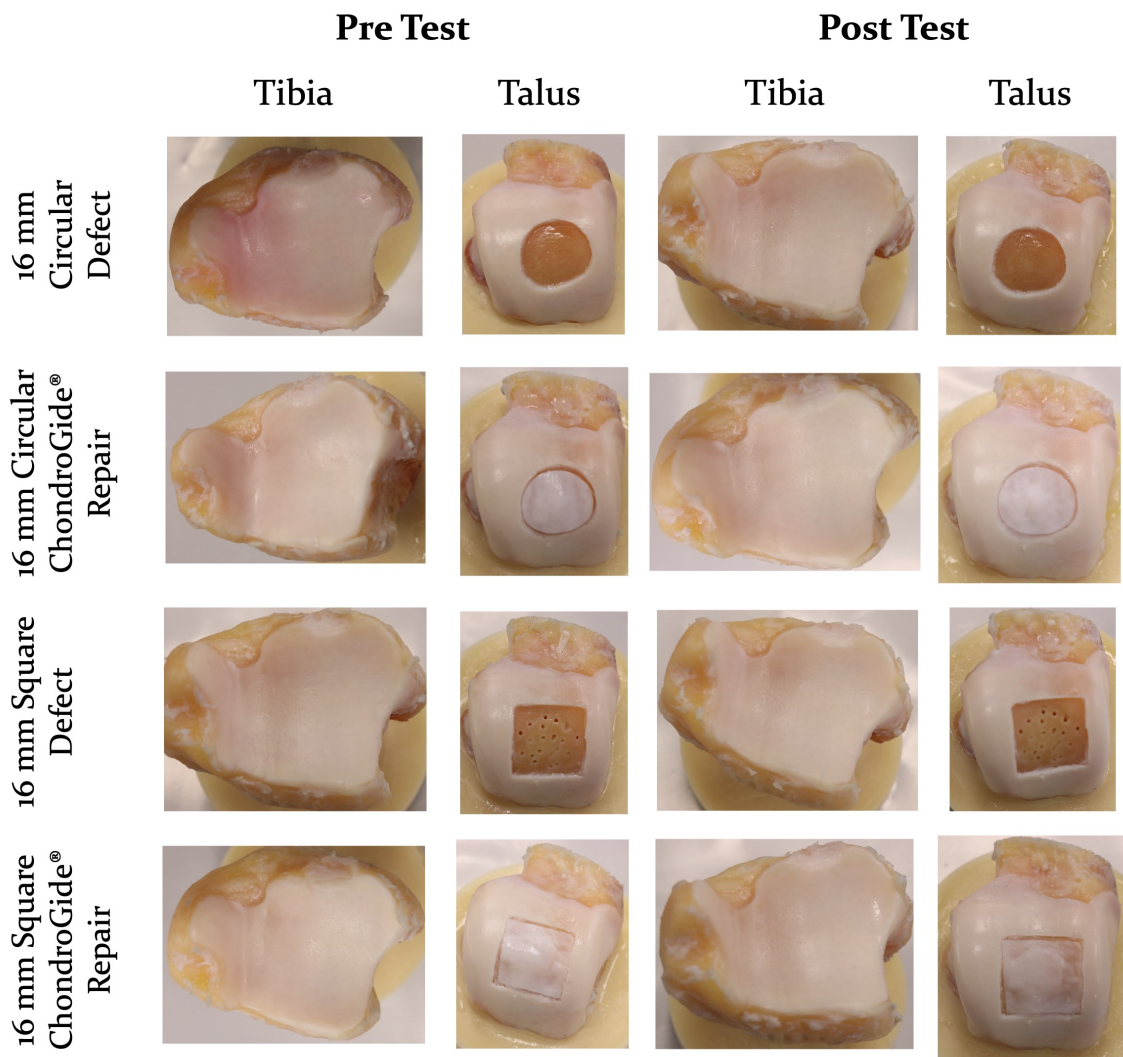 Pre Test
Post Test
Tibia
Talus
Tibia
Talus
16 mm
Circular
Defect
16 mm Circular
ChondroGide®
Repair
16 mm Square
Defect
16 mm Square
ChondroGide®
Repair